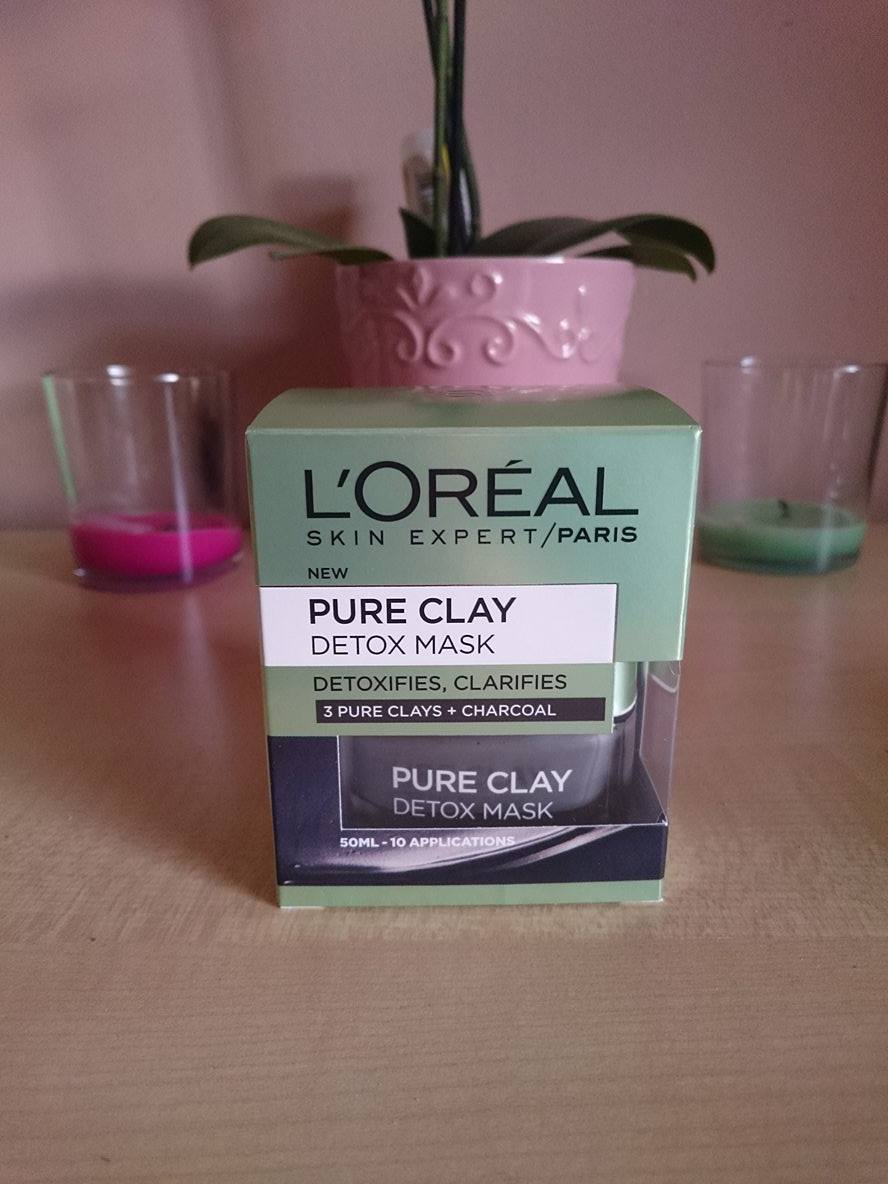 L'ORÉAL
SKIN EXPERT/PARIS
NEW
PURE CLAY
DETOX MASK
DETOXIFIES, CLARIFIES
3 PURE CLAYS + CHARCOAL
PURE CLAY
DETOX MASK
50ML - 10 APPLICATIONS